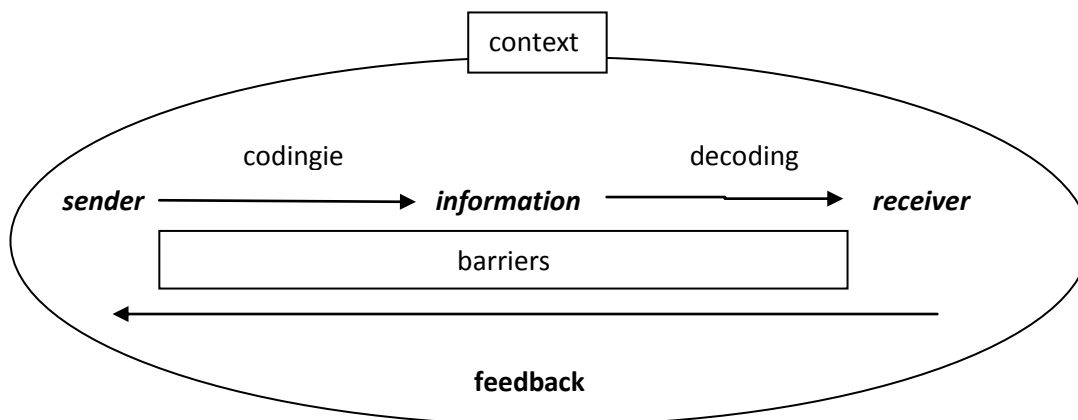 context
codingie decoding
sender information receiver
barriers
feedback